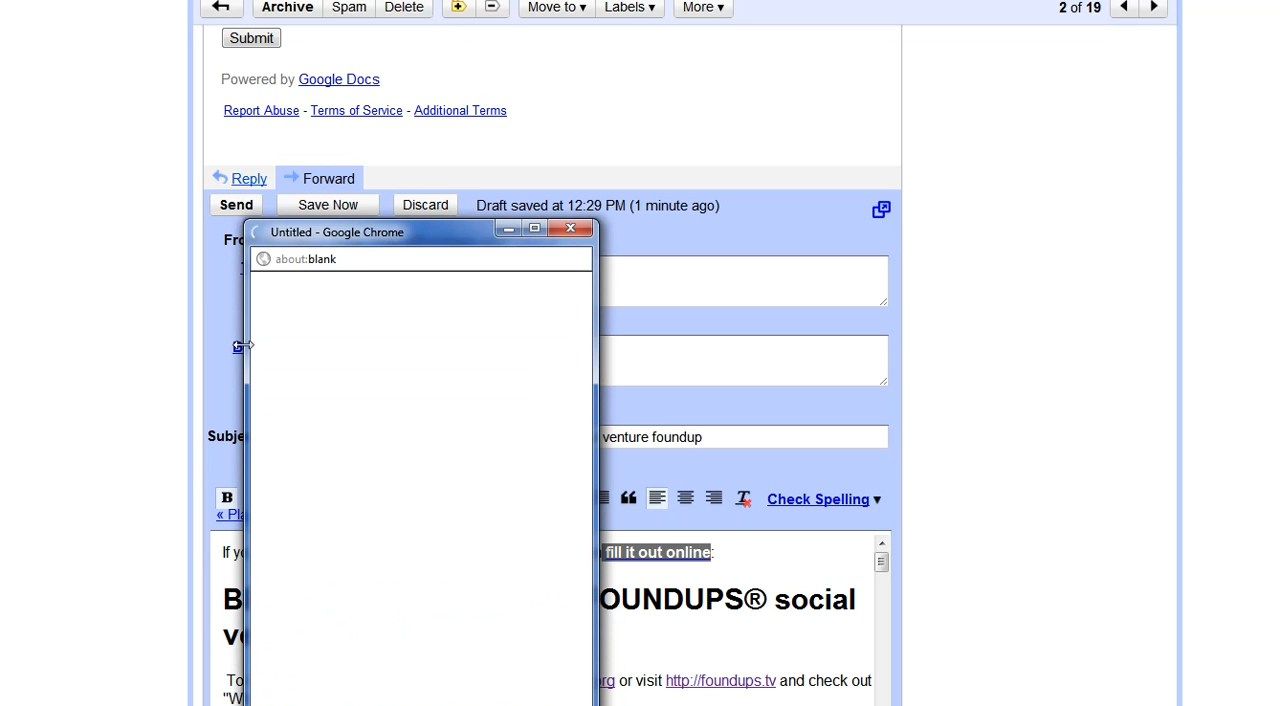 Archive Spam Delete Move to ▾ Labels ▾ More ▾ 2 of 19
Submit
Powered by Google Docs
Report Abuse - Terms of Service - Additional Terms
Reply Forward
Send Save Now Discard Draft saved at 12:29 PM (1 minute ago)
Untitled - Google Chrome
about:blank
venture foundup
B Check Spelling ▾
fill it out online:
OUNDUPS® social
To or visit http://foundups.tv and check out